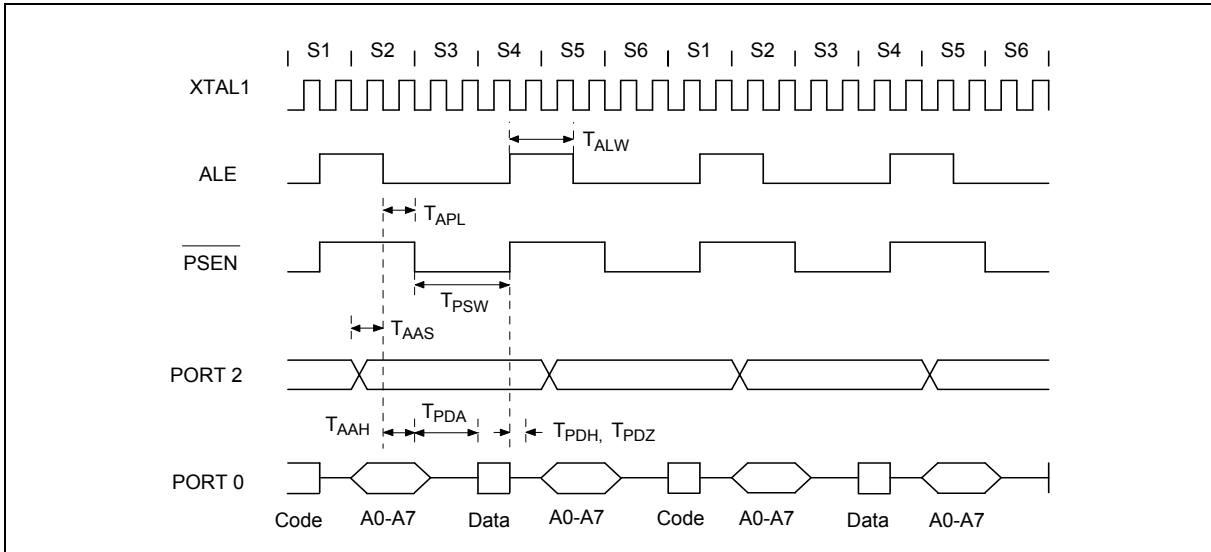 S1 S2 S3 S4 S5 S6 S1 S2 S3 S4 S5 S6
XTAL1
TALW
ALE
TAPL
PSEN
TPSW
TAAS
PORT 2
TAAH TPDA TPDH, TPDZ
PORT 0
Code A0-A7 Data A0-A7 Code A0-A7 Data A0-A7